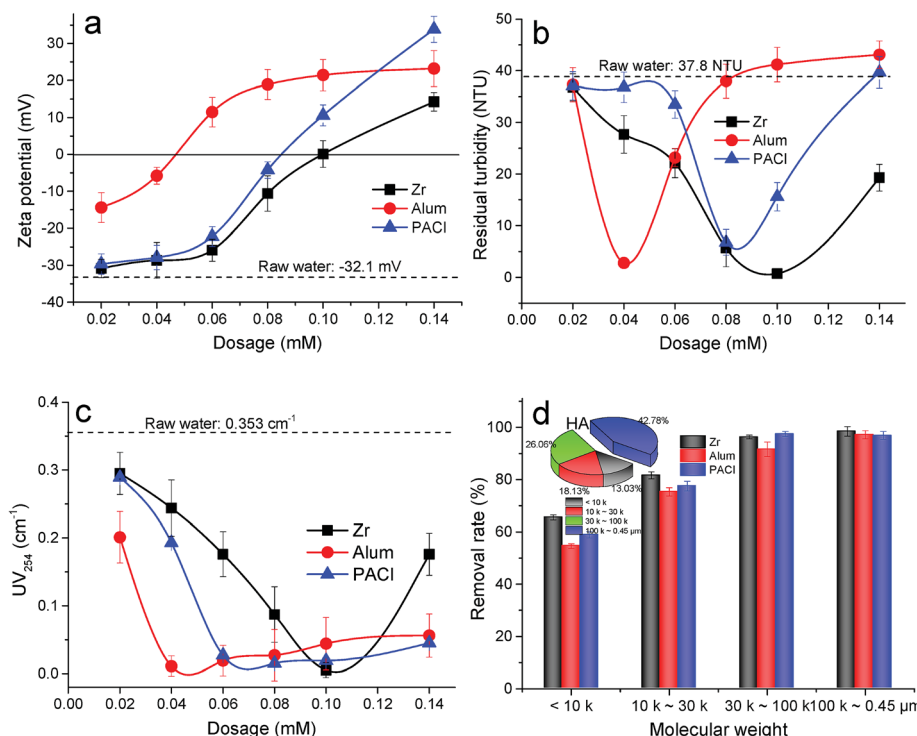 a
Zeta potential (mV)
40
30
20
10
0
-10
-20
-30
-40
Zr
Alum
PACl
Raw water: -32.1 mV
0.02 0.04 0.06 0.08 0.10 0.12 0.14
Dosage (mM)
b
Residual turbidity (NTU)
50
40
30
20
10
0
Raw water: 37.8 NTU
Zr
Alum
PACl
0.00 0.02 0.04 0.06 0.08 0.10 0.12 0.14
Dosage (mM)
c
UV254 (cm-1)
0.4
0.3
0.2
0.1
0.0
Raw water: 0.353 cm-1
Zr
Alum
PACl
0.02 0.04 0.06 0.08 0.10 0.12 0.14
Dosage (mM)
d
Removal rate (%)
100
80
60
40
20
0
HA
42.78%
26.06%
18.13%
13.03%
< 10 k
10 k ~ 30 k
30 k ~ 100 k
100 k ~ 0.45 µm
Zr
Alum
PACl
< 10 k 10 k ~ 30 k 30 k ~ 100 k 100 k ~ 0.45 µm
Molecular weight